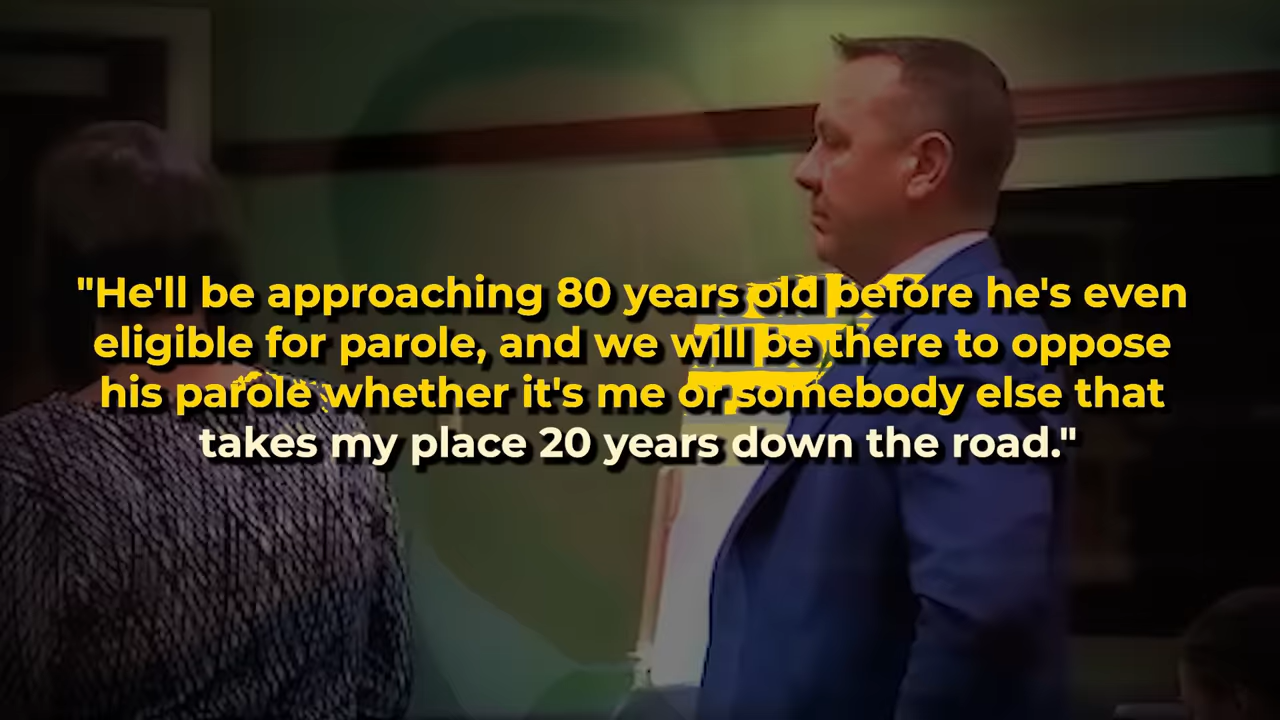 "He'll be approaching 80 years old before he's even
eligible for parole, and we will be there to oppose
his parole whether it's me or somebody else that
takes my place 20 years down the road."